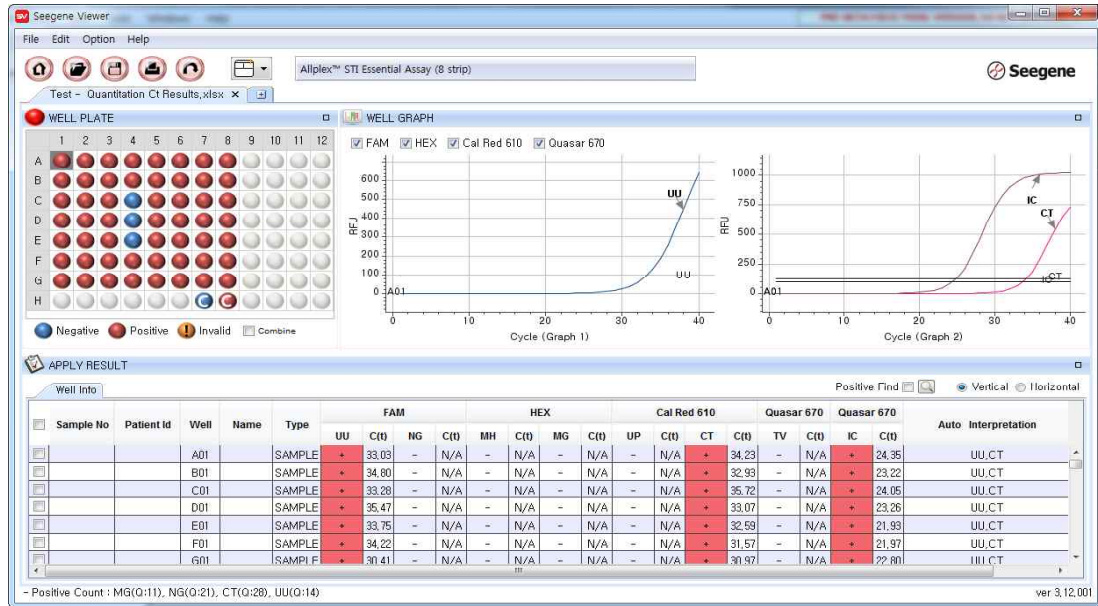 Seegene Viewer
File Edit Option Help
Allplex™ STI Essential Assay (8 strip)
Seegene
Test - Quantitation Ct Results,xlsx
WELL PLATE
WELL GRAPH
1 2 3 4 5 6 7 8 9 10 11 12
FAM HEX Cal Red 610 Quasar 670
A
B
C
D
E
F
G
H
C C
Negative Positive Invalid Combine
600
500
400
300
200
100
0
RFU
UU
UU
A01
0 10 20 30 40
Cycle (Graph 1)
1000
750
500
250
0
RFU
IC
CT
IC CT
A01
0 10 20 30 40
Cycle (Graph 2)
APPLY RESULT
Well Info
Positive Find Vertical Horizontal
FAM HEX Cal Red 610 Quasar 670 Quasar 670
Sample No Patient Id Well Name Type UU C(t) NG C(t) MH C(t) MG C(t) UP C(t) CT C(t) TV C(t) IC C(t) Auto Interpretation
A01 SAMPLE + 33,03 - N/A - N/A - N/A - N/A + 34,23 - N/A + 24,35 UU,CT
B01 SAMPLE + 34,80 - N/A - N/A - N/A - N/A + 32,93 - N/A + 23,22 UU,CT
C01 SAMPLE + 33,28 - N/A - N/A - N/A - N/A + 35,72 - N/A + 24,05 UU,CT
D01 SAMPLE + 35,47 - N/A - N/A - N/A - N/A + 33,07 - N/A + 23,26 UU,CT
E01 SAMPLE + 33,75 - N/A - N/A - N/A - N/A + 32,59 - N/A + 21,93 UU,CT
F01 SAMPLE + 34,22 - N/A - N/A - N/A - N/A + 31,57 - N/A + 21,97 UU,CT
G01 SAMPLE + 30,41 - N/A - N/A - N/A - N/A + 30,97 - N/A + 22,80 UU,CT
- Positive Count : MG(Q:11), NG(Q:21), CT(Q:28), UU(Q:14)
ver 3,12,001